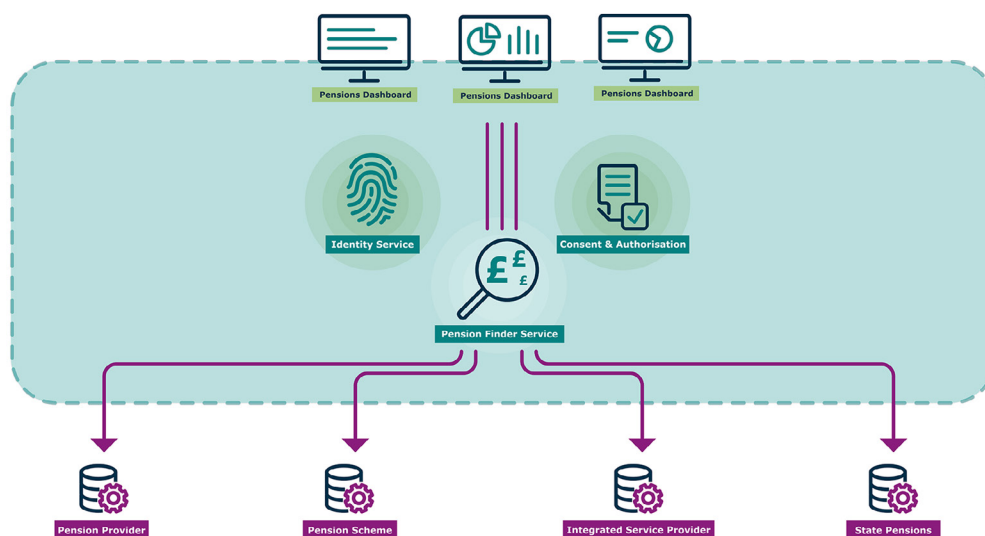 Pensions Dashboard
Pensions Dashboard
Pensions Dashboard
Identity Service
Consent & Authorisation
£ £ £
Pension Finder Service
Pension Provider
Pension Scheme
Integrated Service Provider
State Pensions